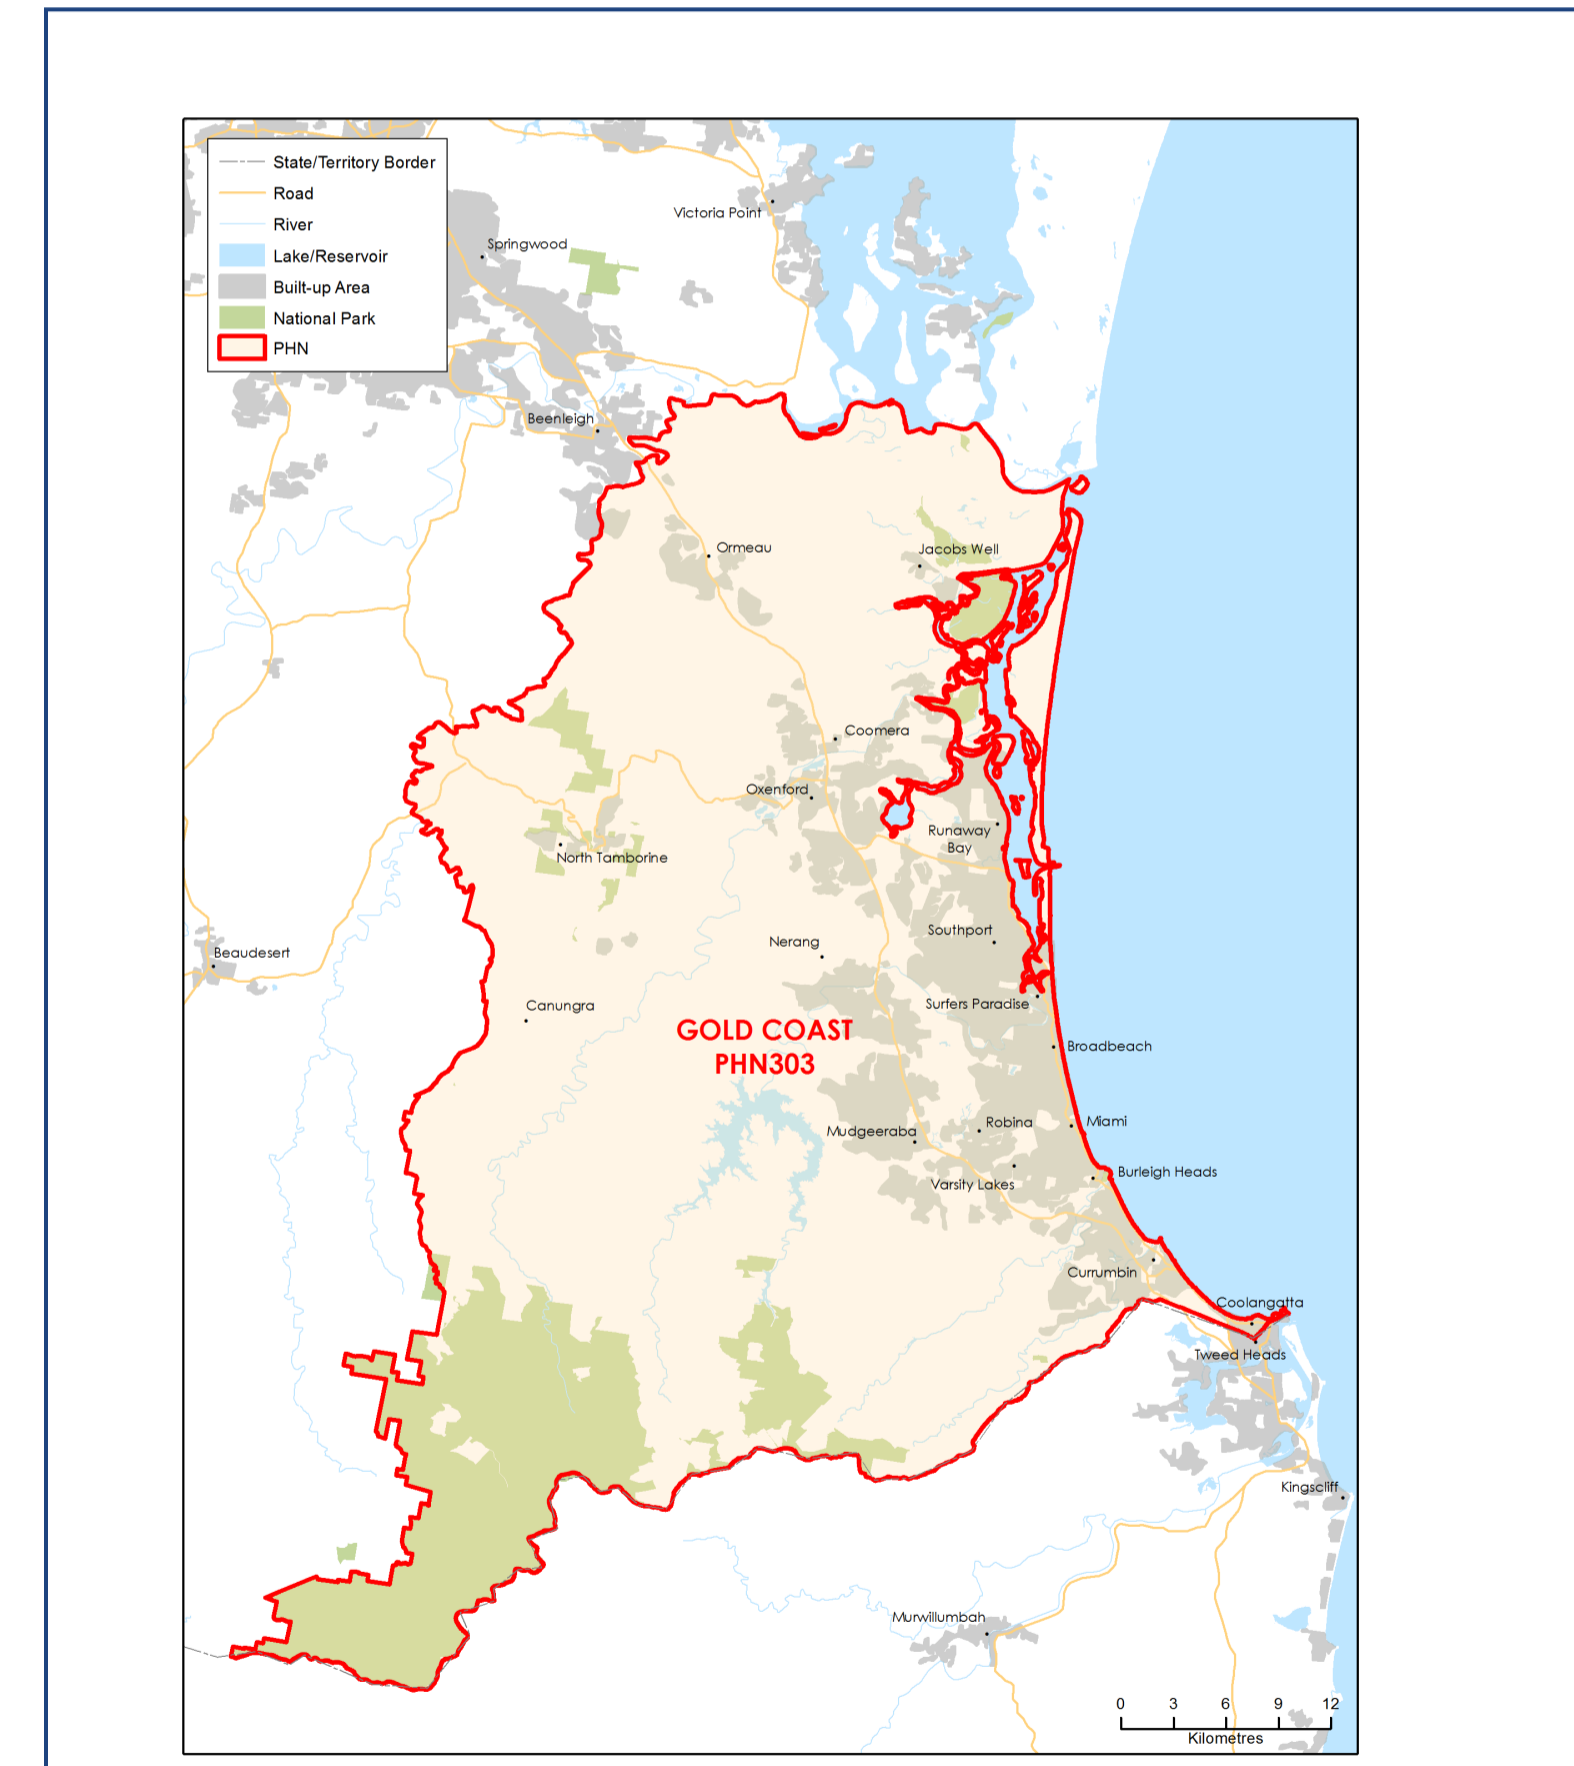 State/Territory Border
Road
River
Lake/Reservoir
Built-up Area
National Park
PHN
Victoria Point
Springwood
Beenleigh
Ormeau
Jacobs Well
Coomera
Oxenford
Runaway
Bay
North Tamborine
Southport
Nerang
Beaudesert
Surfers Paradise
Canungra
GOLD COAST
PHN303
Broadbeach
Miami
Robina
Mudgeeraba
Burleigh Heads
Varsity Lakes
Currumbin
Coolangatta
Tweed Heads
Kingscliff
Murwillumbah
0 3 6 9 12
Kilometres